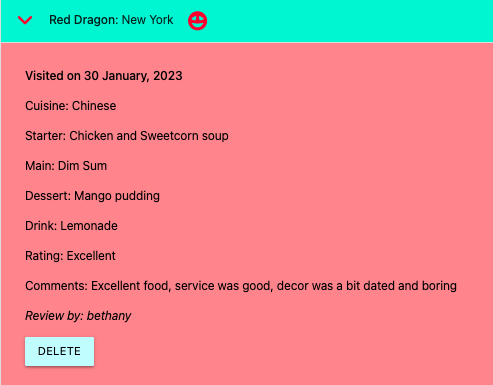 Red Dragon: New York
Visited on 30 January, 2023
Cuisine: Chinese
Starter: Chicken and Sweetcorn soup
Main: Dim Sum
Dessert: Mango pudding
Drink: Lemonade
Rating: Excellent
Comments: Excellent food, service was good, decor was a bit dated and boring
Review by: bethany
DELETE